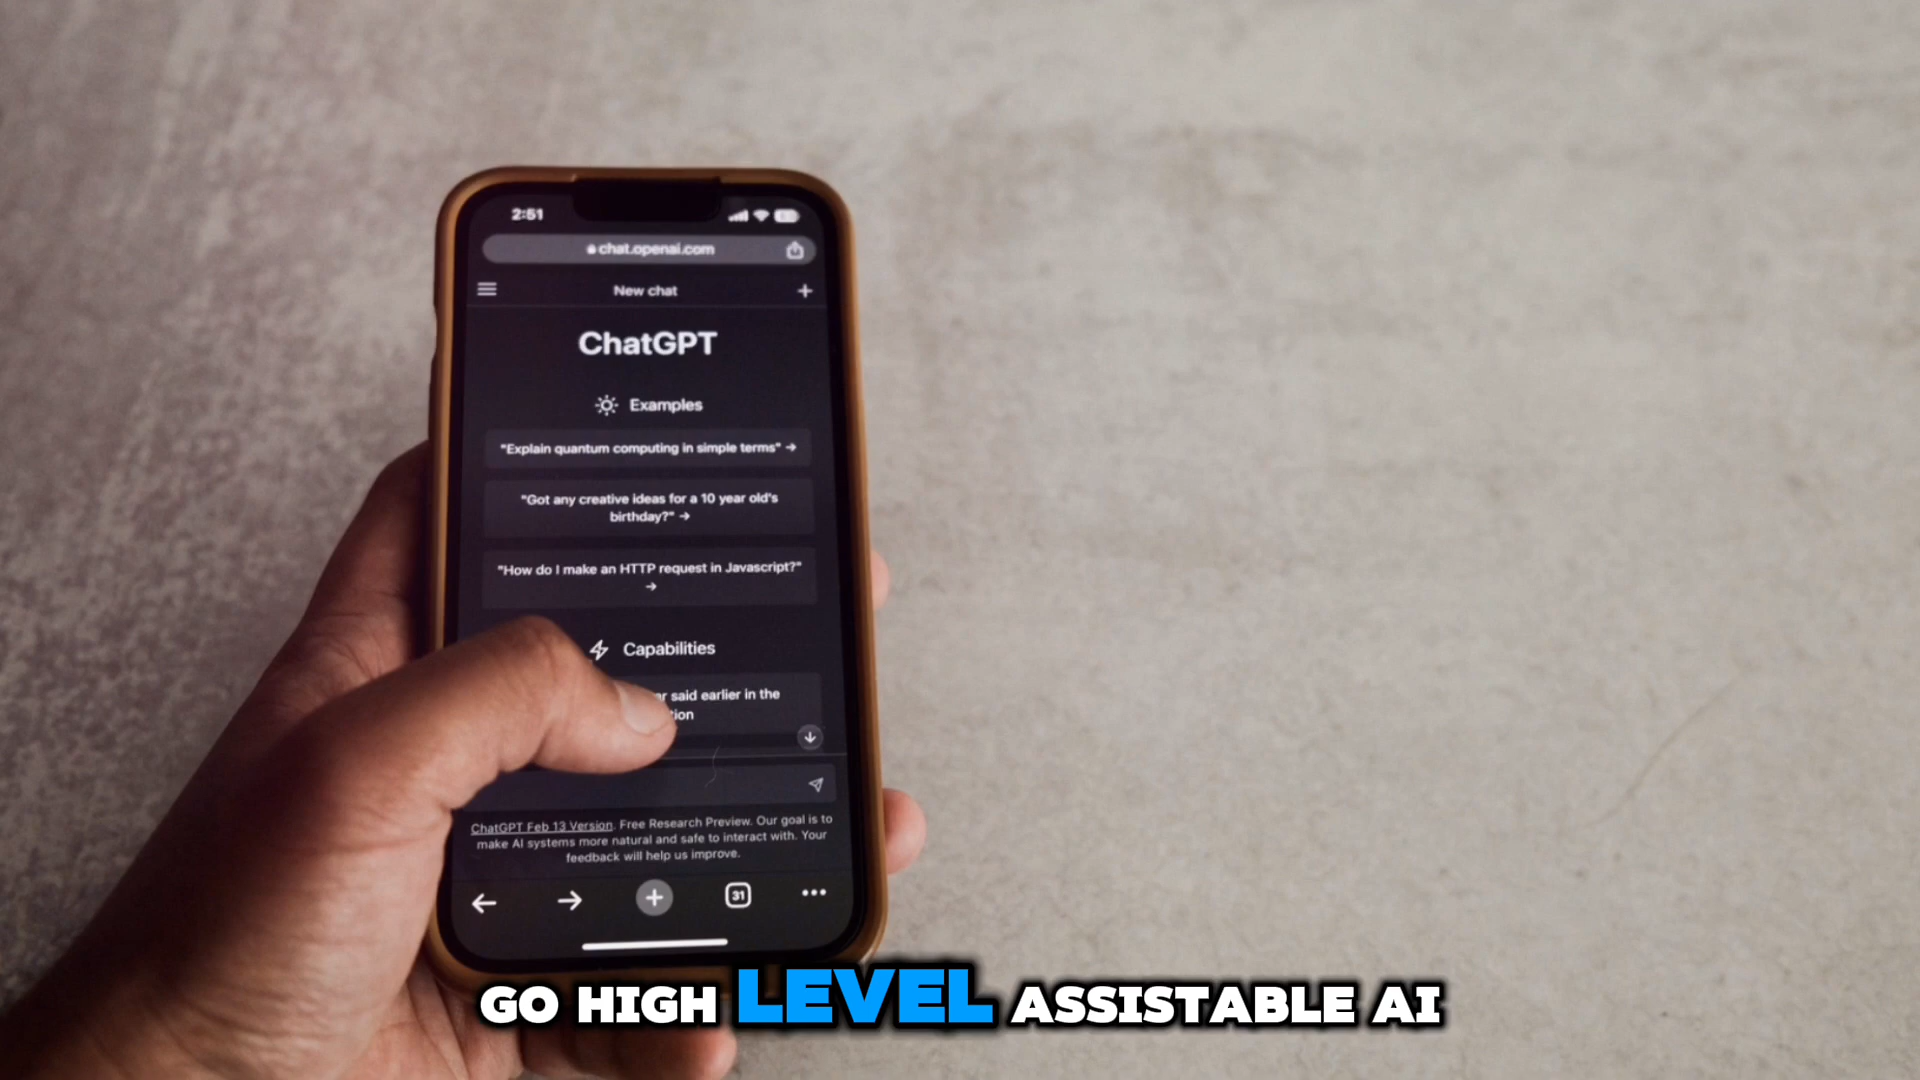 2:51
chat.openai.com
New chat
ChatGPT
Examples
"Explain quantum computing in simple terms" →
"Got any creative ideas for a 10 year old's
birthday?" →
"How do I make an HTTP request in Javascript?"
→
Capabilities
said earlier in the
ChatGPT Feb 13 Version. Free Research Preview. Our goal is to
make AI systems more natural and safe to interact with. Your
feedback will help us improve.
31
GO HIGH LEVEL ASSISTABLE AI